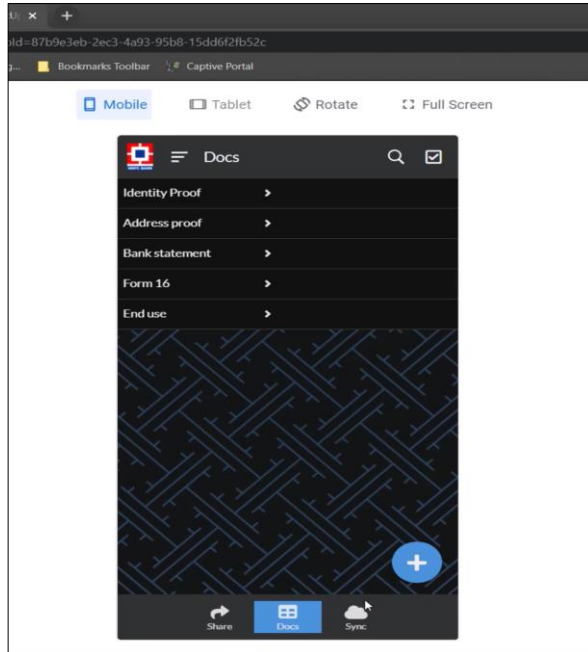 oId=87b9e3eb-2ec3-4a93-95b8-15dd6f2fb52c
Bookmarks Toolbar Captive Portal
Mobile Tablet Rotate Full Screen
Docs
Identity Proof
Address proof
Bank statement
Form 16
End use
Share Docs Sync